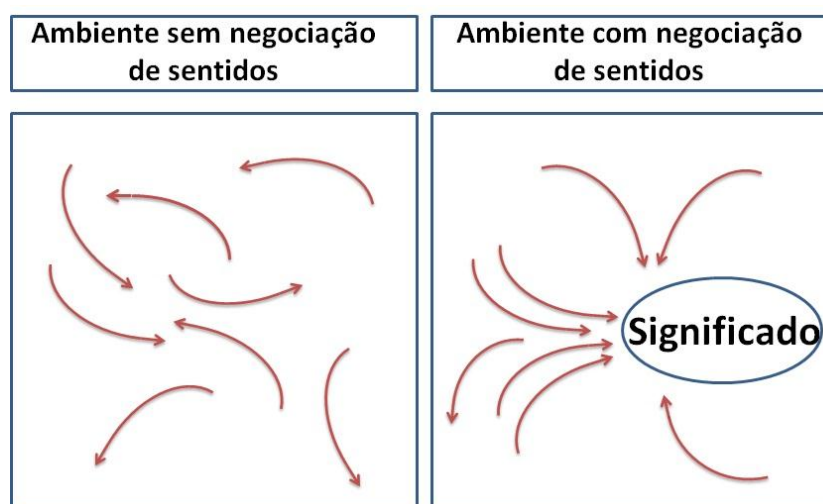 Ambiente sem negociação
de sentidos
Ambiente com negociação
de sentidos
Significado